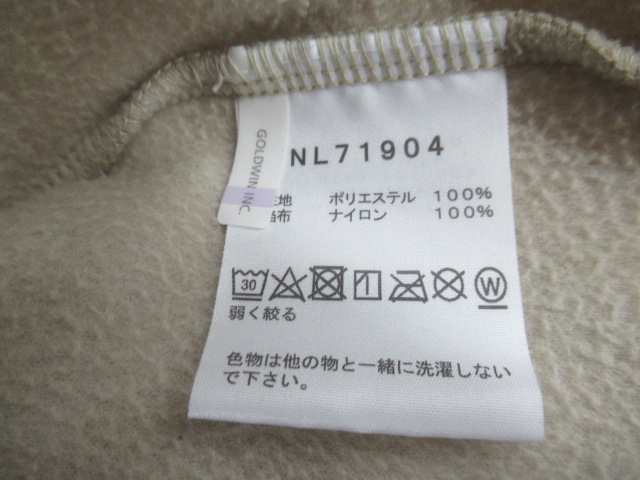 GOLDWIN INC.
NL71904
地 ポリエステル 100%
布 ナイロン 100%
30 W
弱く絞る
色物は他の物と一緒に洗濯しない
で下さい。